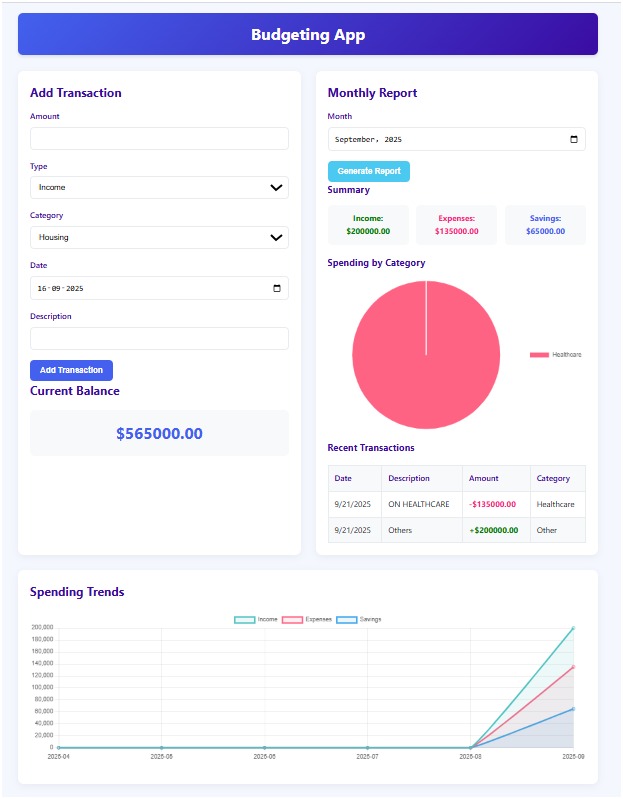 Budgeting App
Add Transaction
Amount
Type
Income
Category
Housing
Date
16-09-2025
Description
Add Transaction
Current Balance
$565000.00
Monthly Report
Month
September, 2025
Generate Report
Summary
Income:
$200000.00
Expenses:
$135000.00
Savings:
$65000.00
Spending by Category
Healthcare
Recent Transactions
Date Description Amount Category
9/21/2025 ON HEALTHCARE -$135000.00 Healthcare
9/21/2025 Others +$200000.00 Other
Spending Trends
Income Expenses Savings
200,000
180,000
160,000
140,000
120,000
100,000
80,000
60,000
40,000
20,000
0
2025-04 2025-05 2025-06 2025-07 2025-08 2025-09